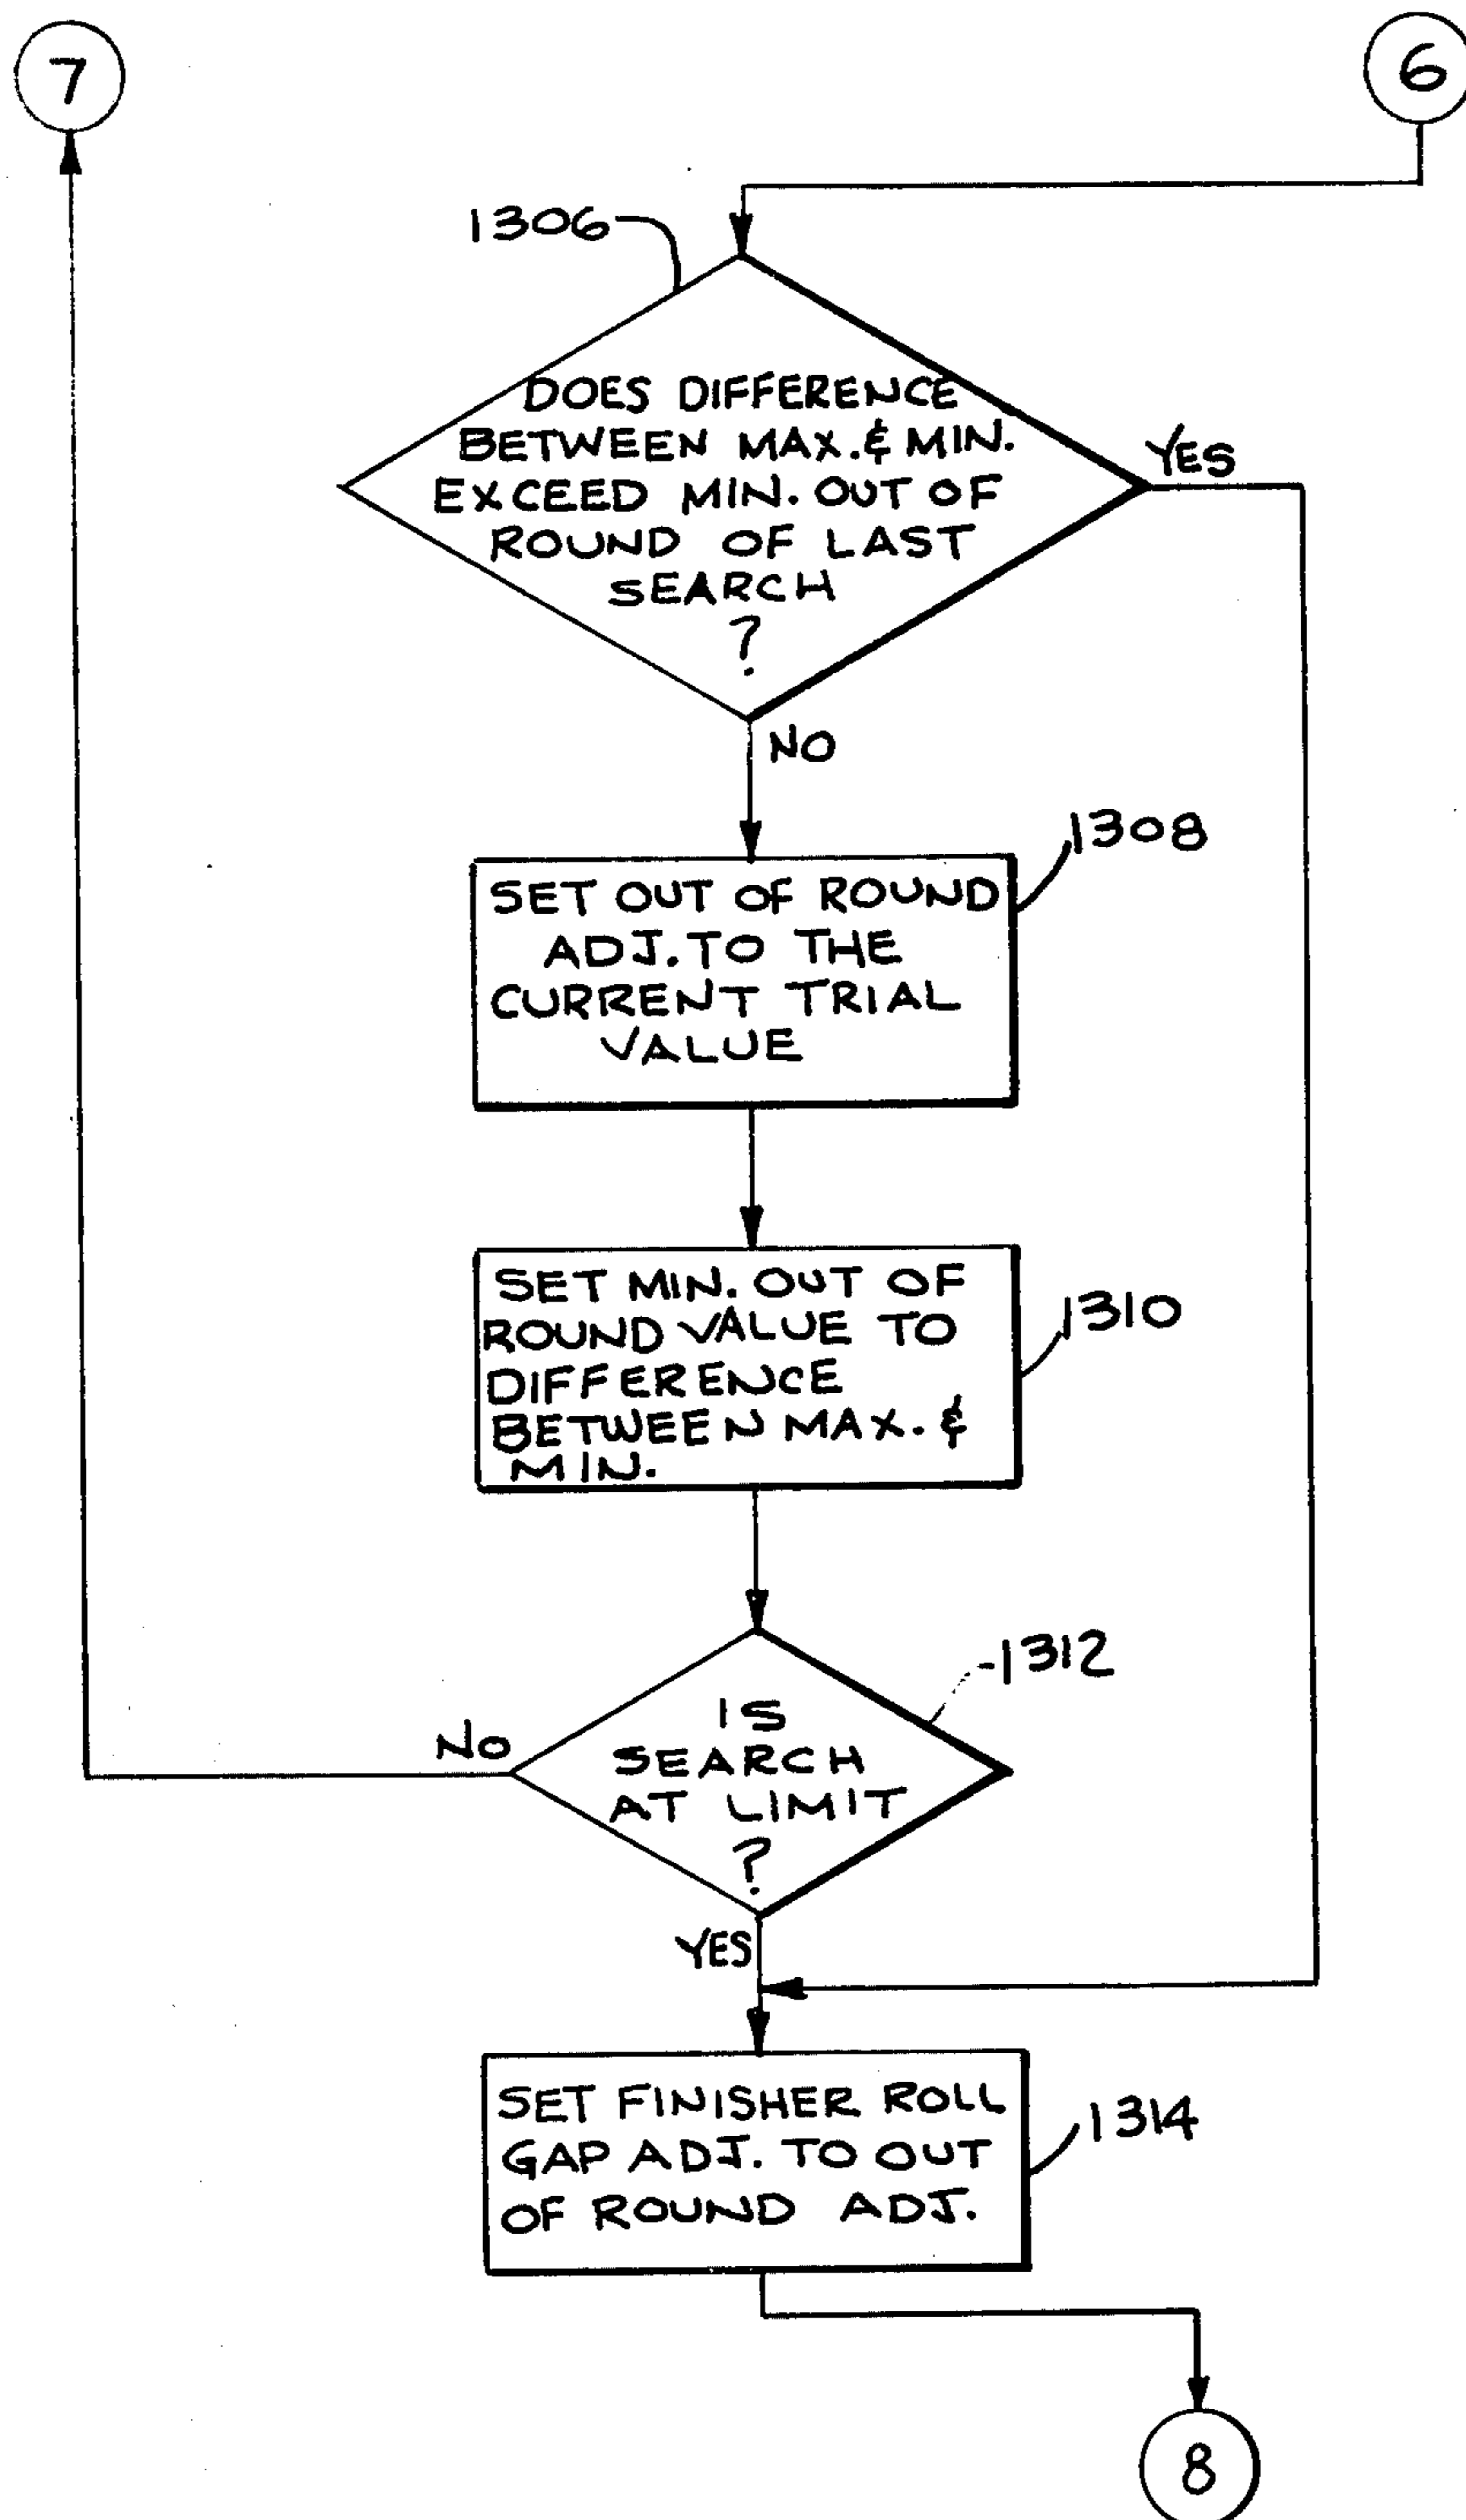 7
6
1306
DOES DIFFERENCE
BETWEEN MAX. & MIN.
EXCEED MIN. OUT OF
ROUND OF LAST
SEARCH
?
YES
NO
1308
SET OUT OF ROUND
ADJ. TO THE
CURRENT TRIAL
VALUE
1310
SET MIN. OUT OF
ROUND VALUE TO
DIFFERENCE
BETWEEN MAX. &
MIN.
1312
IS
SEARCH
AT LIMIT
?
NO
YES
1314
SET FINISHER ROLL
GAP ADJ. TO OUT
OF ROUND ADJ.
8